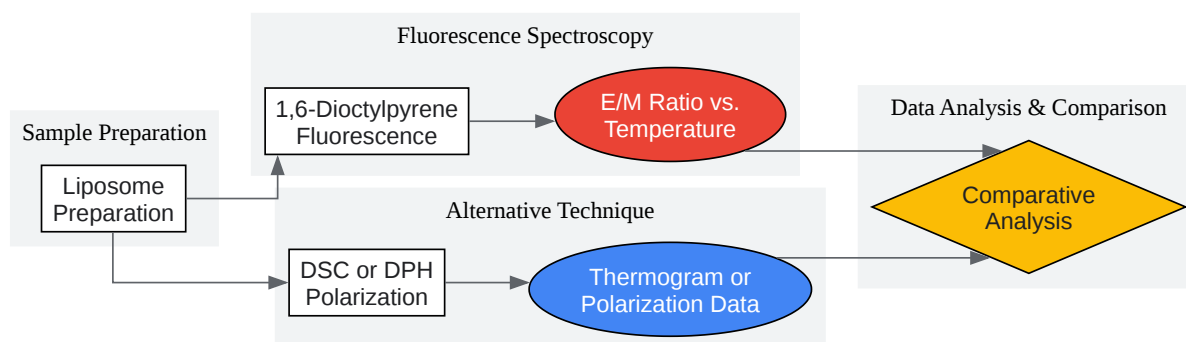 Sample Preparation
Liposome
Preparation
Fluorescence Spectroscopy
1,6-Dioctylpyrene
Fluorescence
E/M Ratio vs.
Temperature
Alternative Technique
DSC or DPH
Polarization
Thermogram or
Polarization Data
Data Analysis & Comparison
Comparative
Analysis